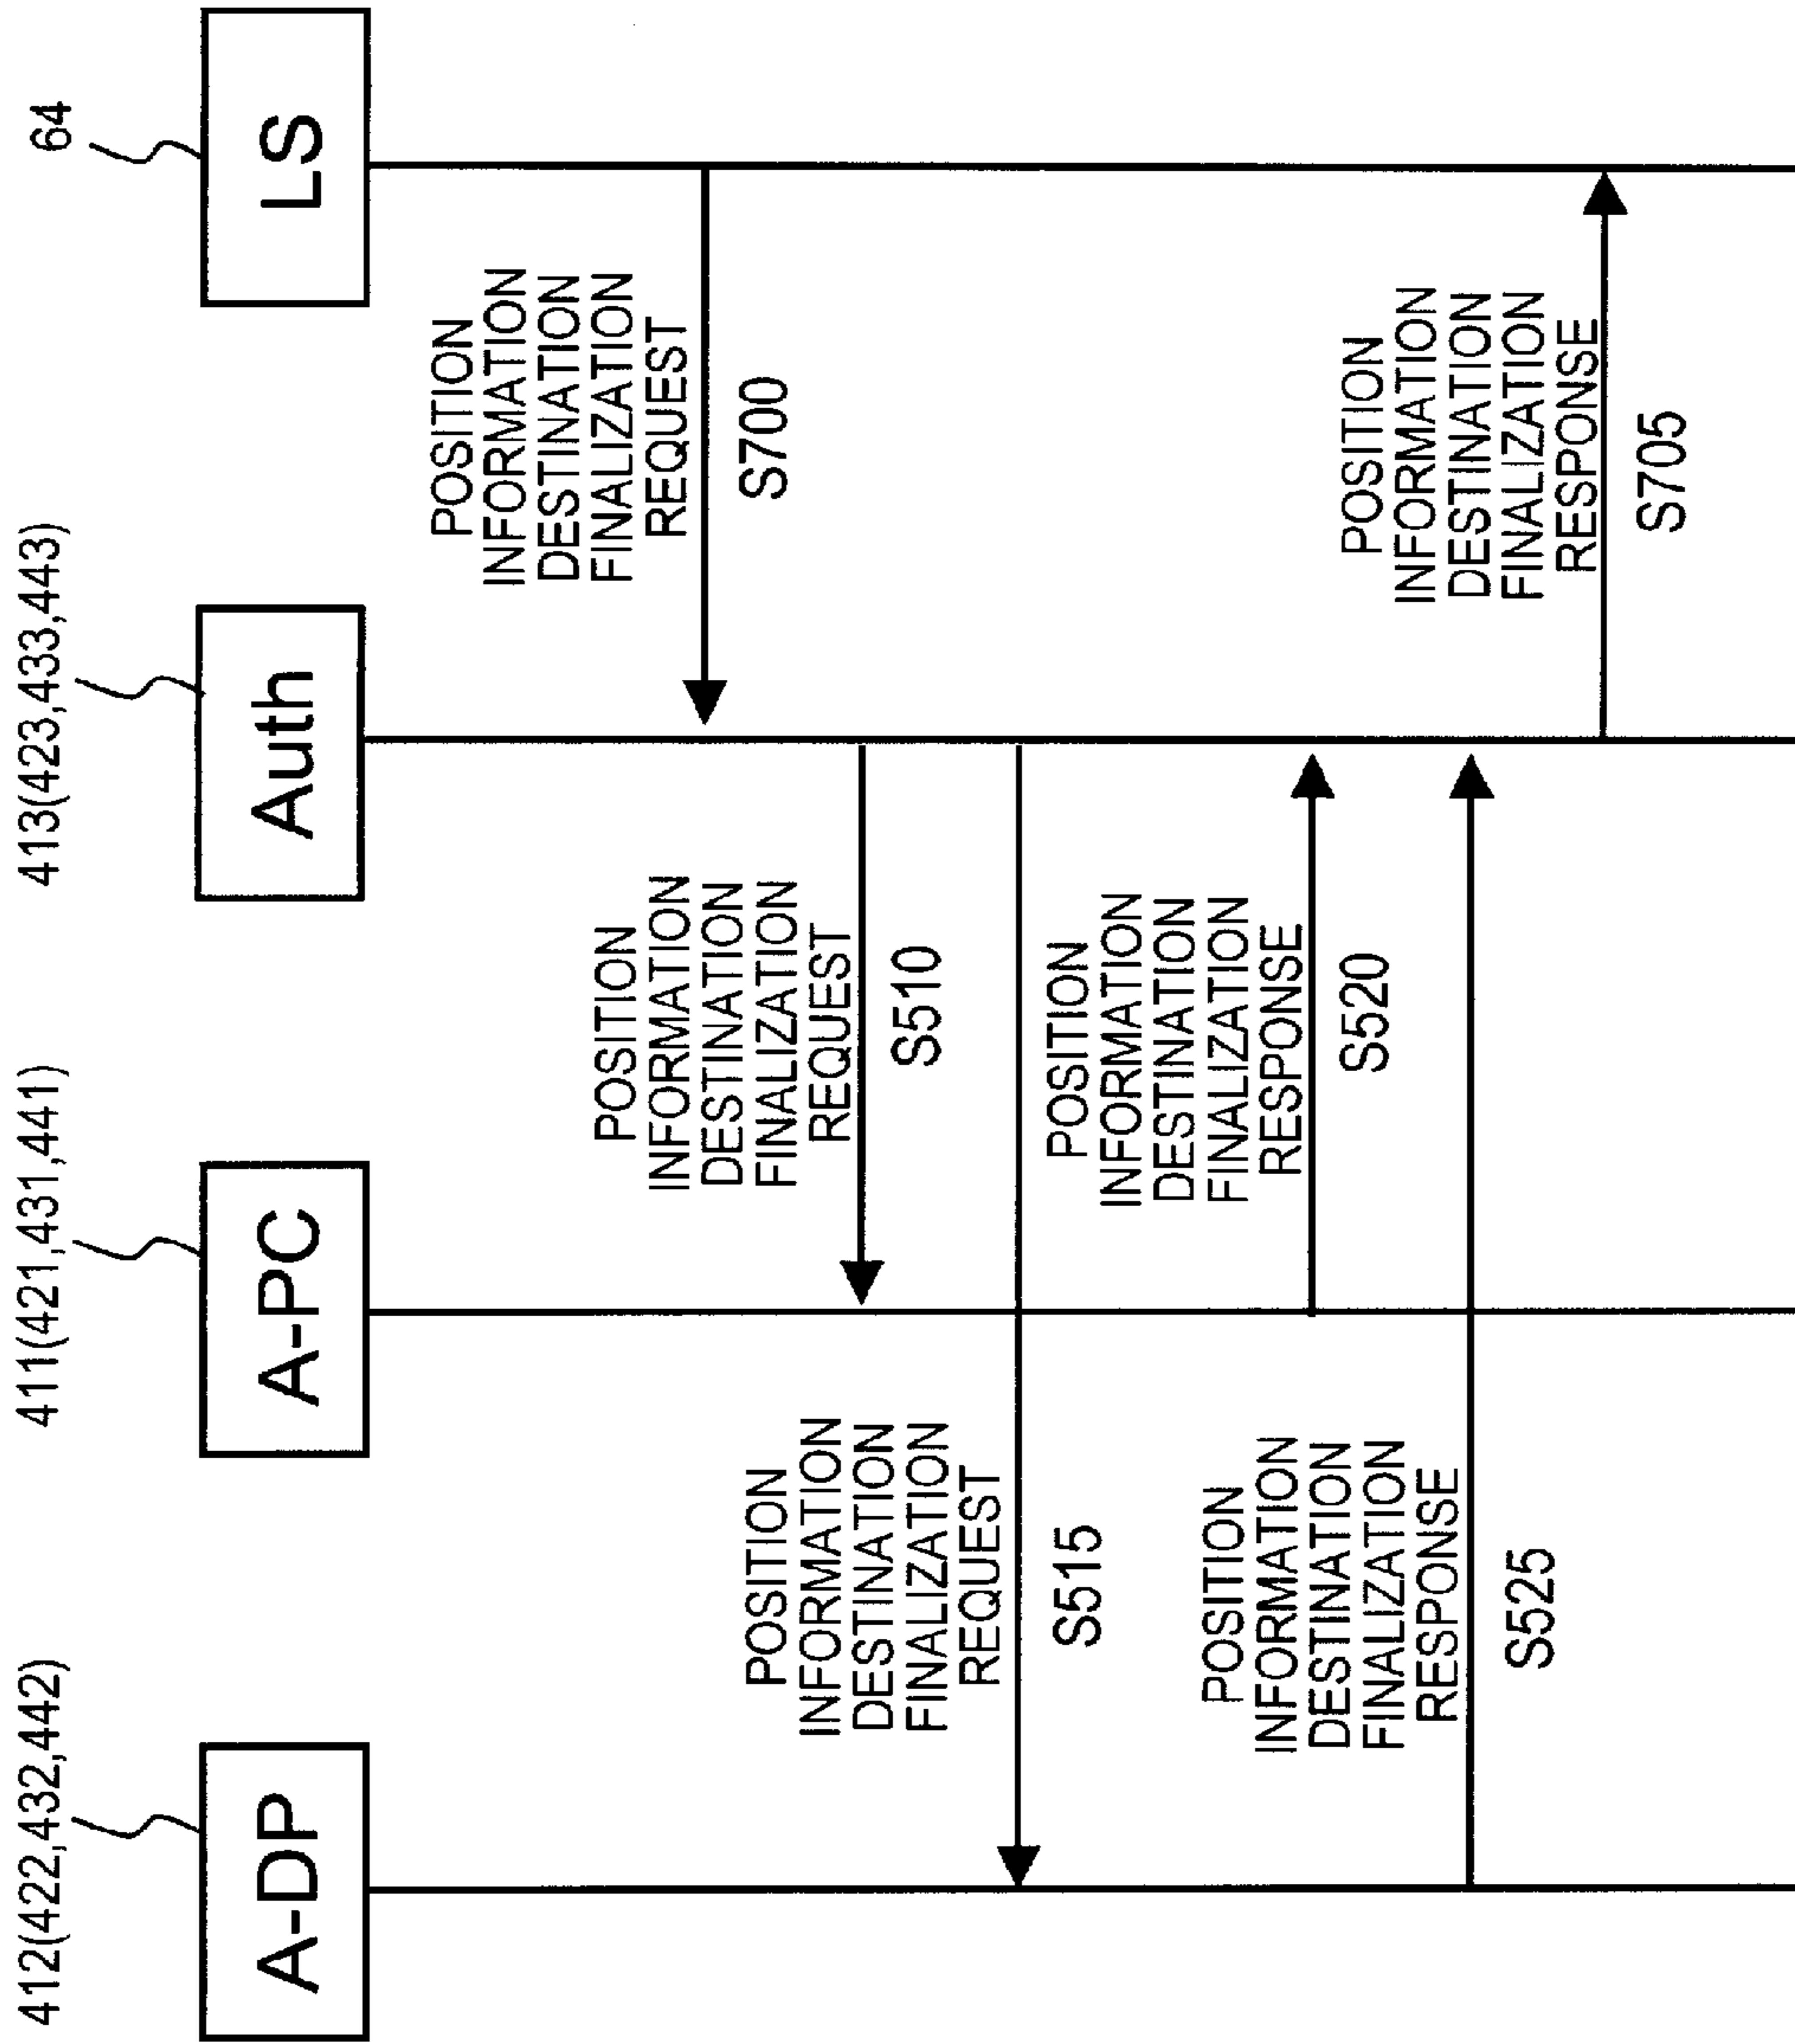 412(422,432,442)
411(421,431,441)
413(423,433,443)
64
A-DP
A-PC
Auth
LS
POSITION
INFORMATION
DESTINATION
FINALIZATION
REQUEST
S700
POSITION
INFORMATION
DESTINATION
FINALIZATION
REQUEST
S510
POSITION
INFORMATION
DESTINATION
FINALIZATION
REQUEST
S515
POSITION
INFORMATION
DESTINATION
FINALIZATION
RESPONSE
S520
POSITION
INFORMATION
DESTINATION
FINALIZATION
RESPONSE
S525
POSITION
INFORMATION
DESTINATION
FINALIZATION
RESPONSE
S705